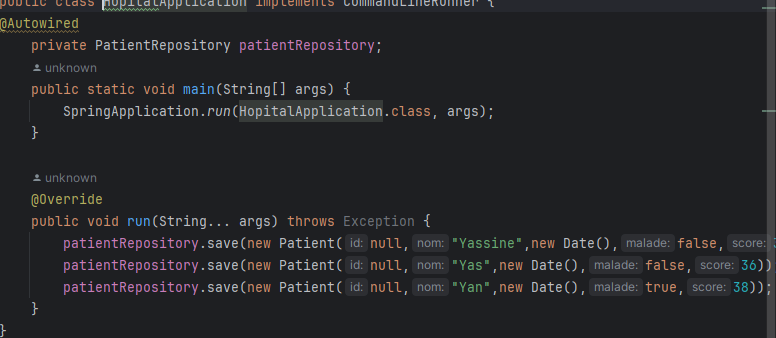 public class HopitalApplication implements CommandLineRunner {
@Autowired
private PatientRepository patientRepository;
unknown
public static void main(String[] args) {
SpringApplication.run(HopitalApplication.class, args);
}
unknown
@Override
public void run(String... args) throws Exception {
patientRepository.save(new Patient( id: null, nom: "Yassine",new Date(), malade: false, score:
patientRepository.save(new Patient( id: null, nom: "Yas",new Date(), malade: false, score: 36))
patientRepository.save(new Patient( id: null, nom: "Yan",new Date(), malade: true, score: 38));
}
}